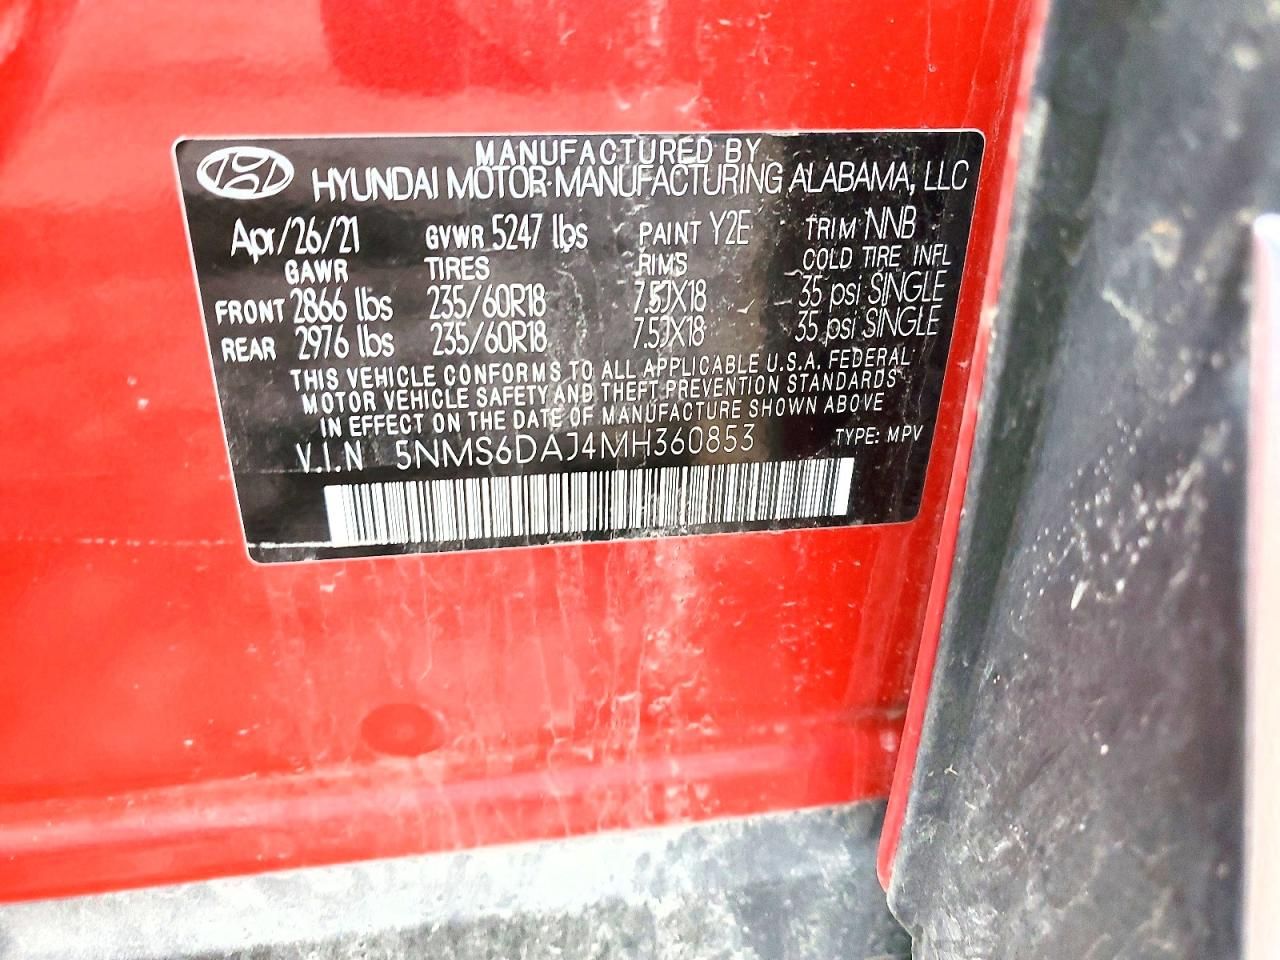 MANUFACTURED BY
HYUNDAI MOTOR MANUFACTURING ALABAMA, LLC
Apr/26/21 GVWR 5247 lbs PAINT Y2E TRIM NNB
GAWR TIRES RIMS COLD TIRE INFL
FRONT 2866 lbs 235/60R18 7.5JX18 35 psi SINGLE
REAR 2976 lbs 235/60R18 7.5JX18 35 psi SINGLE
THIS VEHICLE CONFORMS TO ALL APPLICABLE U.S.A. FEDERAL
MOTOR VEHICLE SAFETY AND THEFT PREVENTION STANDARDS
IN EFFECT ON THE DATE OF MANUFACTURE SHOWN ABOVE
V.I.N 5NMS6DAJ4MH360853 TYPE: MPV